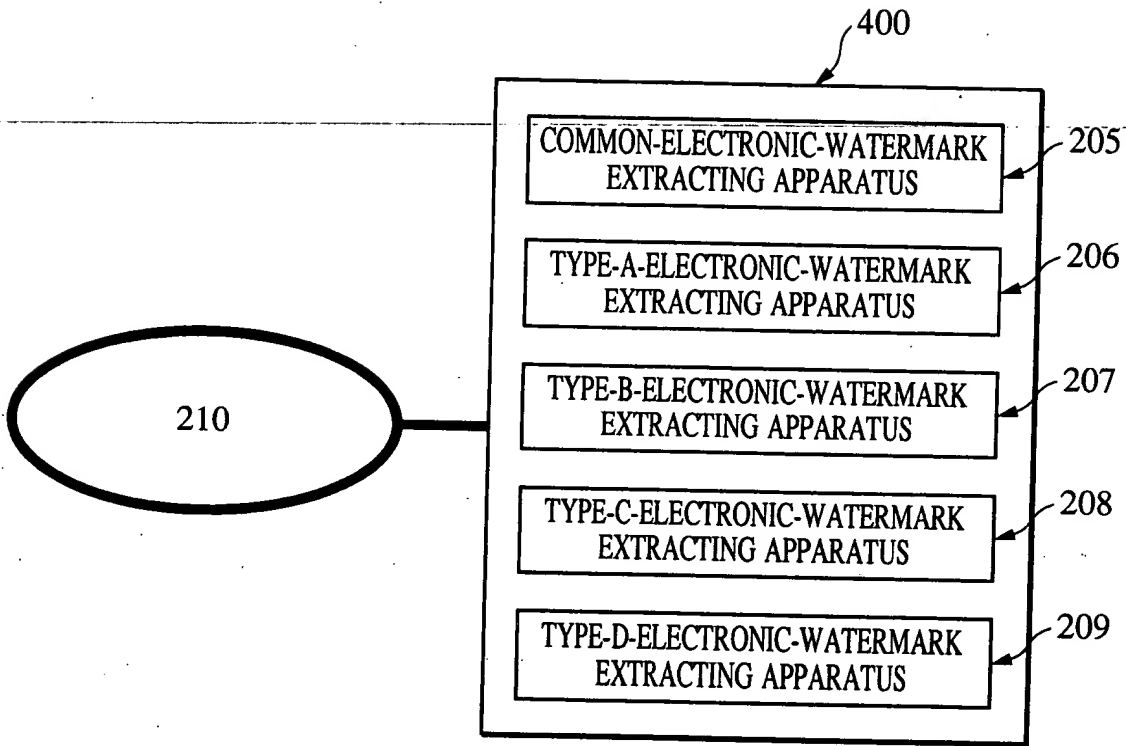 400
COMMON-ELECTRONIC-WATERMARK
EXTRACTING APPARATUS
205
TYPE-A-ELECTRONIC-WATERMARK
EXTRACTING APPARATUS
206
TYPE-B-ELECTRONIC-WATERMARK
EXTRACTING APPARATUS
207
210
TYPE-C-ELECTRONIC-WATERMARK
EXTRACTING APPARATUS
208
TYPE-D-ELECTRONIC-WATERMARK
EXTRACTING APPARATUS
209